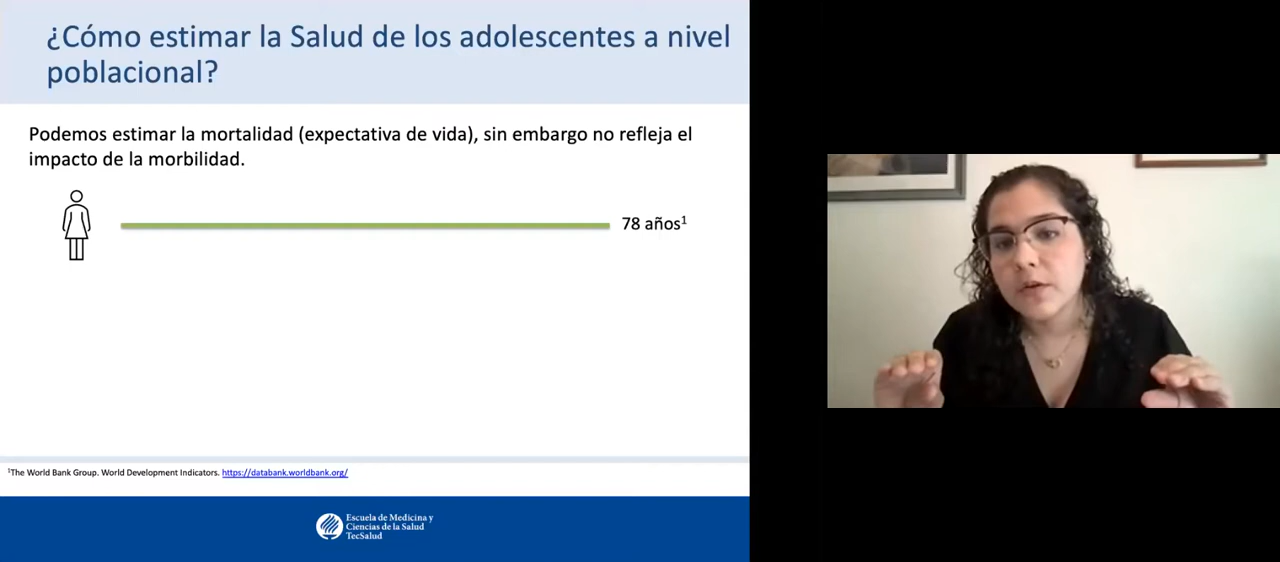 ¿Cómo estimar la Salud de los adolescentes a nivel
poblacional?
Podemos estimar la mortalidad (expectativa de vida), sin embargo no refleja el
impacto de la morbilidad.
78 años¹
¹The World Bank Group. World Development Indicators. https://databank.worldbank.org/
Escuela de Medicina y
Ciencias de la Salud
TecSalud